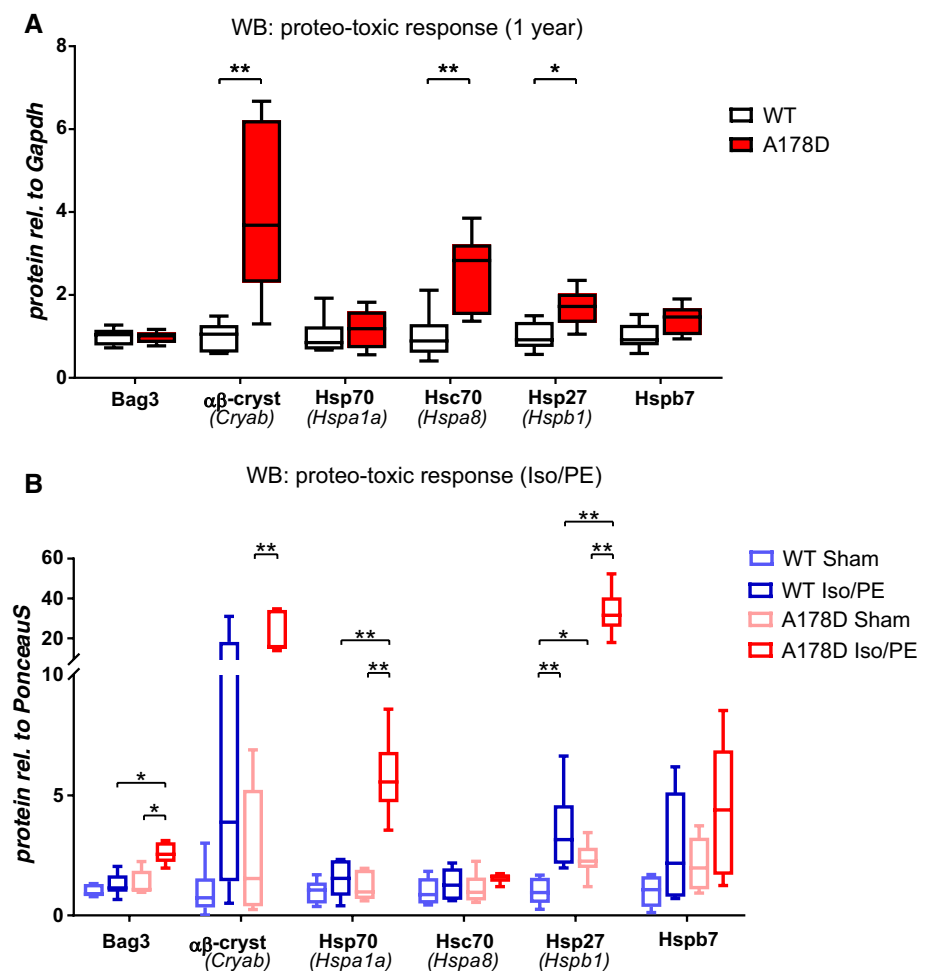 A
WB: proteo-toxic response (1 year)
protein rel. to Gapdh
8
6
4
2
0
** ** *
WT
A178D
Bag3 αβ-cryst Hsp70 Hsc70 Hsp27 Hspb7
(Cryab) (Hspa1a) (Hspa8) (Hspb1)
B
WB: proteo-toxic response (Iso/PE)
protein rel. to PonceauS
60
40
20
10
5
0
**
**
**
**
**
*
**
*
*
WT Sham
WT Iso/PE
A178D Sham
A178D Iso/PE
Bag3 αβ-cryst Hsp70 Hsc70 Hsp27 Hspb7
(Cryab) (Hspa1a) (Hspa8) (Hspb1)